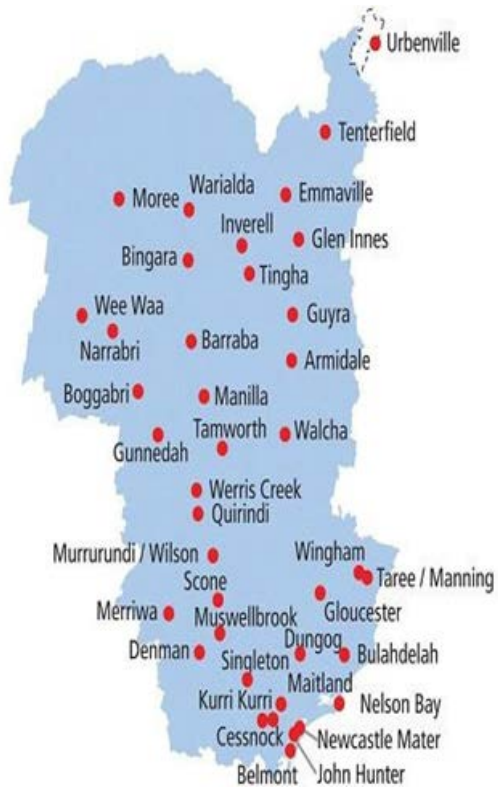 Urbenville
Tenterfield
Warialda
Moree
Emmaville
Inverell
Glen Innes
Bingara
Tingha
Wee Waa
Guyra
Narrabri
Barraba
Armidale
Boggabri
Manilla
Tamworth
Walcha
Gunnedah
Werris Creek
Quirindi
Murrurundi / Wilson
Wingham
Taree / Manning
Scone
Merriwa
Gloucester
Muswellbrook
Dungog
Denman
Bulahdelah
Singleton
Maitland
Kurri Kurri
Nelson Bay
Cessnock
Newcastle Mater
Belmont
John Hunter